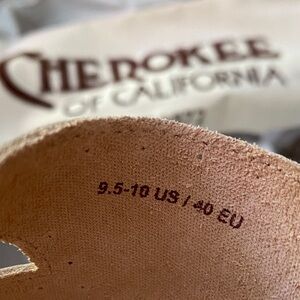 CHEROKEE
OF CALIFORNIA
9.5-10 US / 40 EU